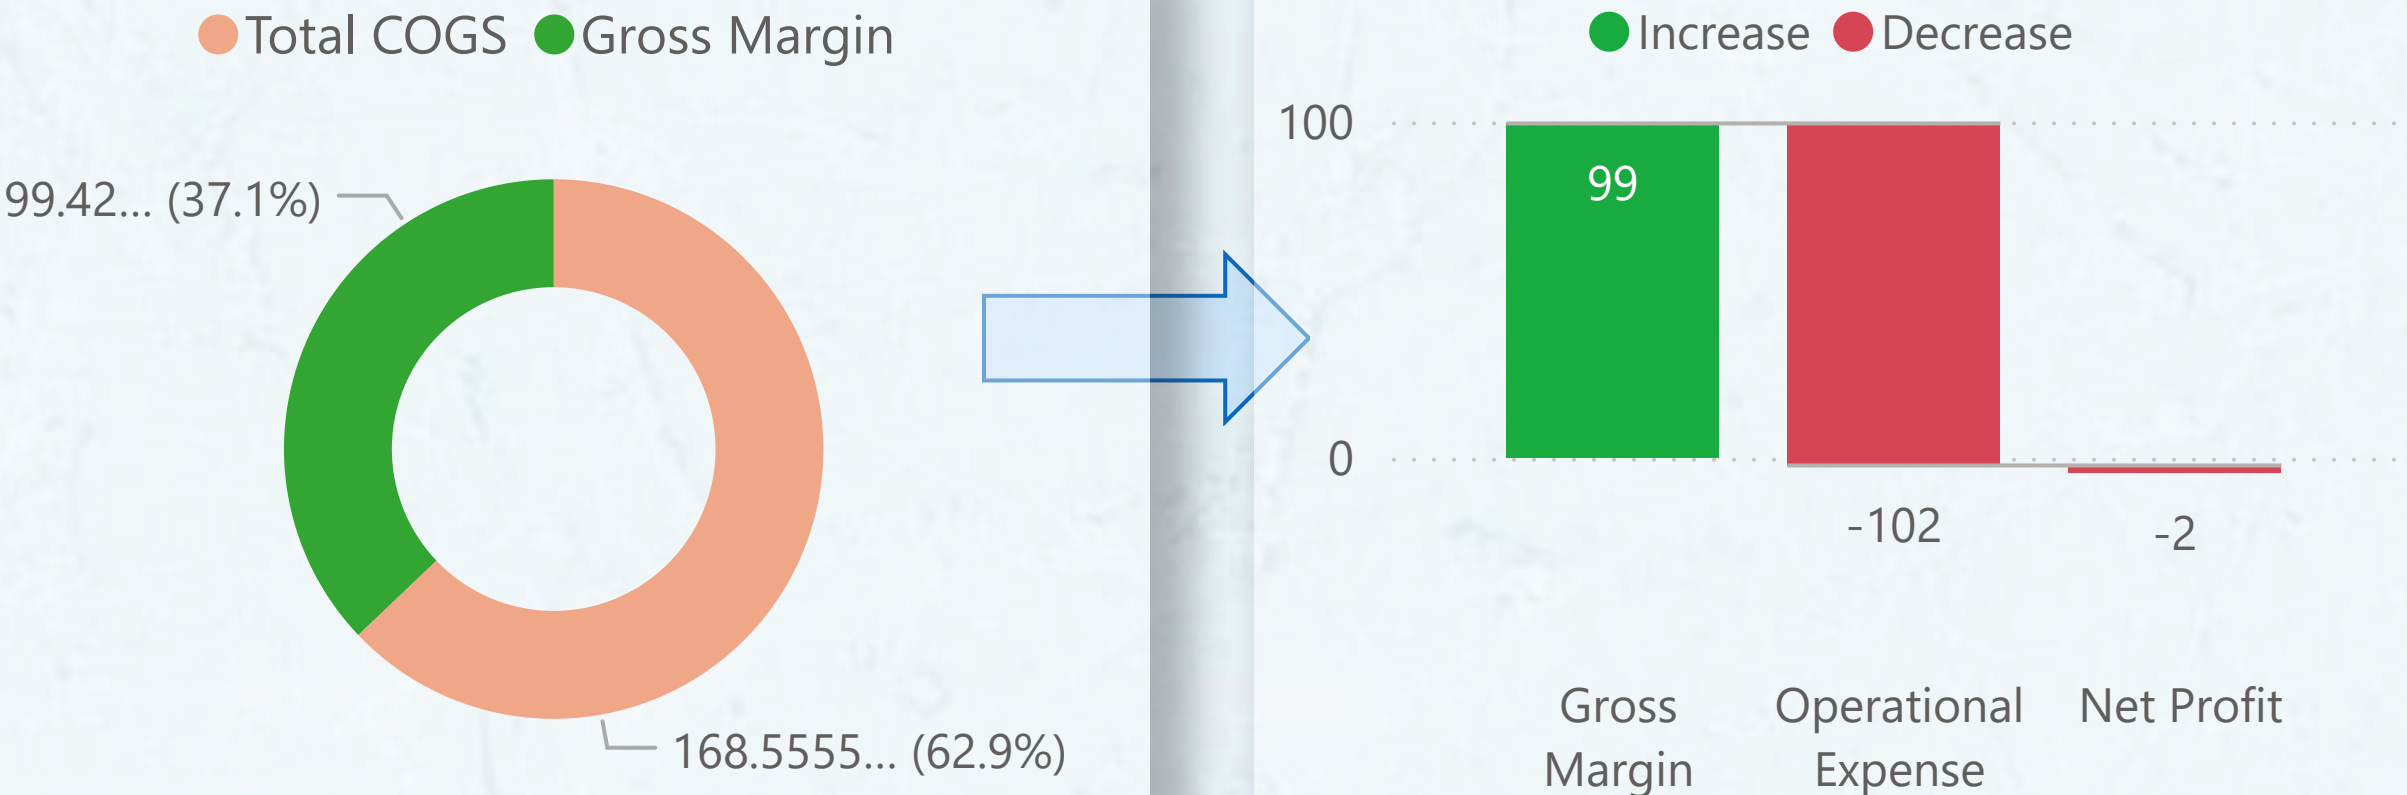 Total COGS Gross Margin
99.42... (37.1%)
168.5555... (62.9%)
Increase Decrease
100
0
99
-102
-2
Gross
Margin
Operational
Expense
Net Profit